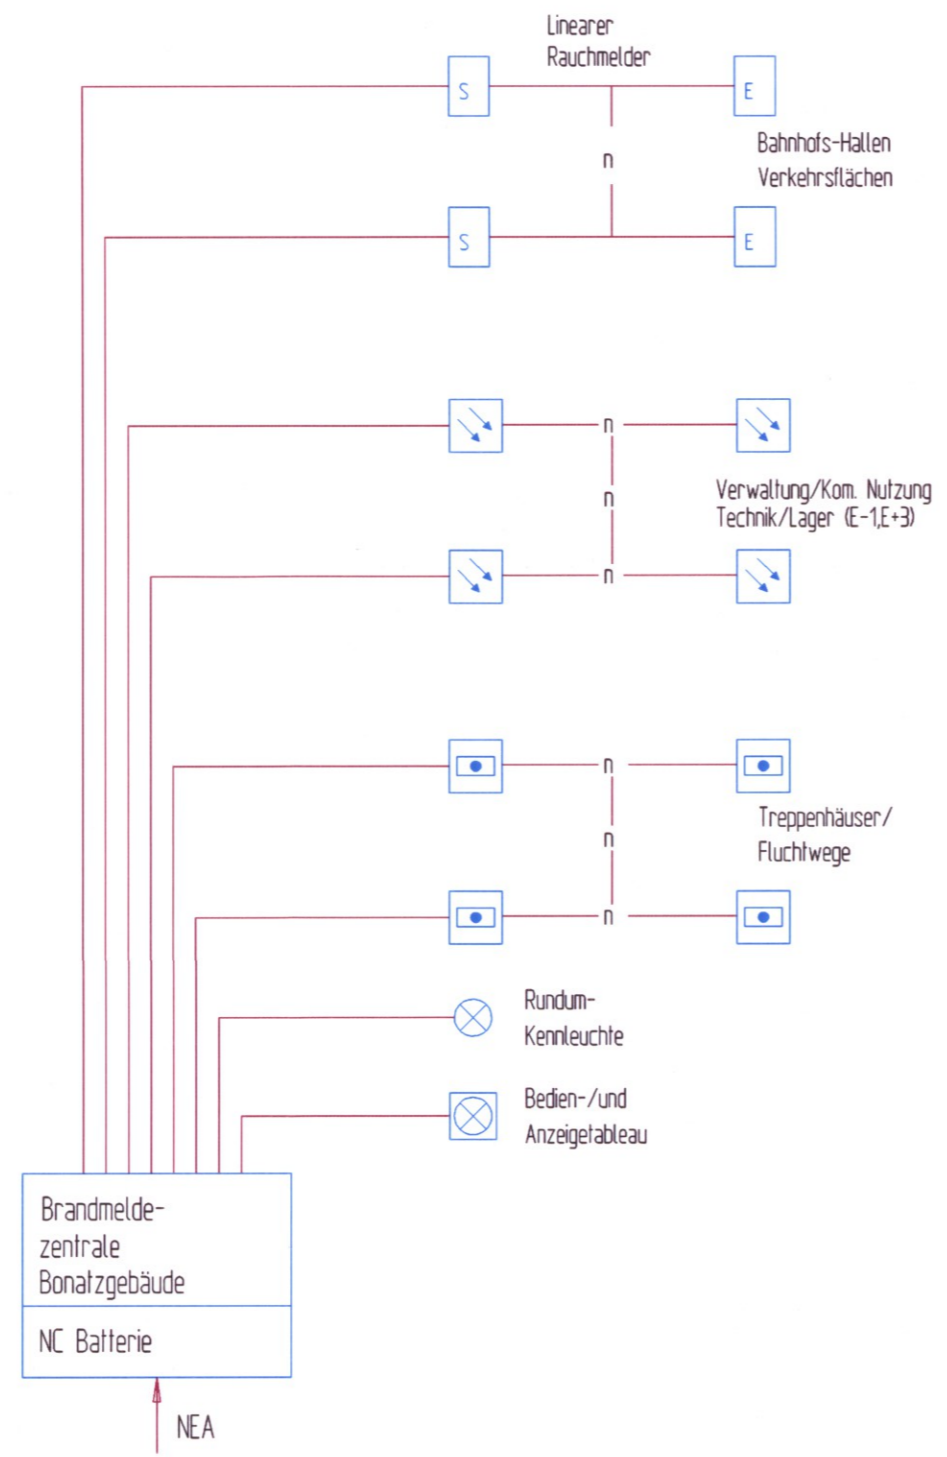 Linearer
Rauchmelder
S
E
Bahnhofs-Hallen
Verkehrsflächen
n
S
E
n
Verwaltung/Kom. Nutzung
Technik/Lager (E-1,E+3)
n
n
n
Treppenhäuser/
Fluchtwege
n
n
Rundum-
Kennleuchte
Bedien-/und
Anzeigetableau
Brandmelde-
zentrale
Bonatzgebäude
NC Batterie
NEA